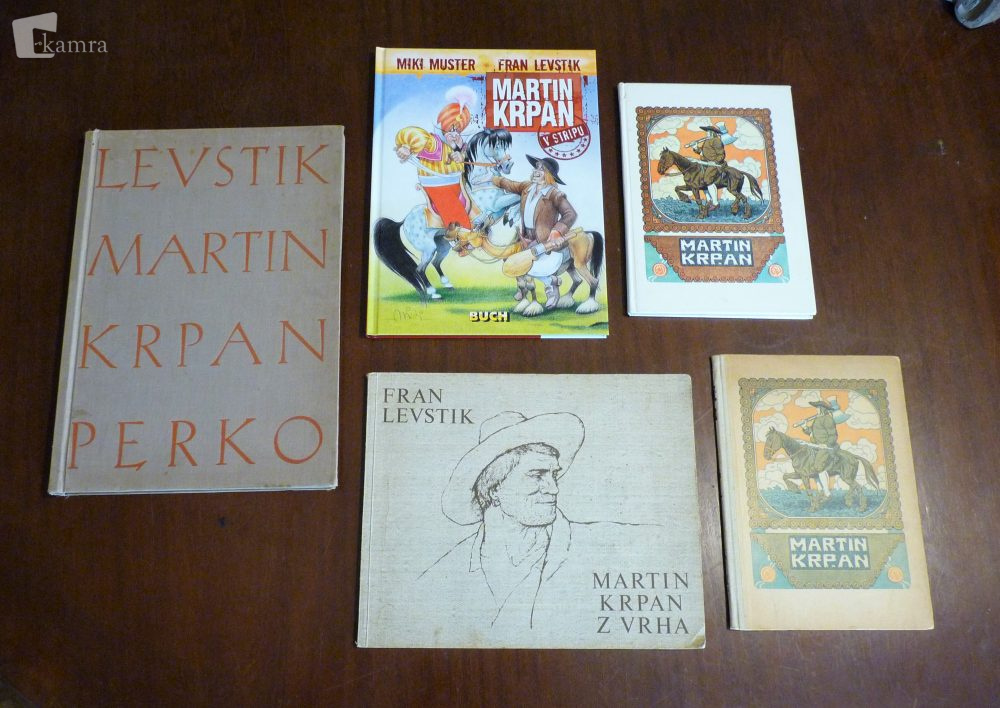 kamra
LEVSTIK
MARTIN
KRPAN
PERKO
MIKI MUSTER FRAN LEVSTIK
MARTIN
KRPAN
V STRIPU
BUCH
MARTIN
KRPAN
FRAN
LEVSTIK
MARTIN
KRPAN
Z VRHA
MARTIN
KRPAN